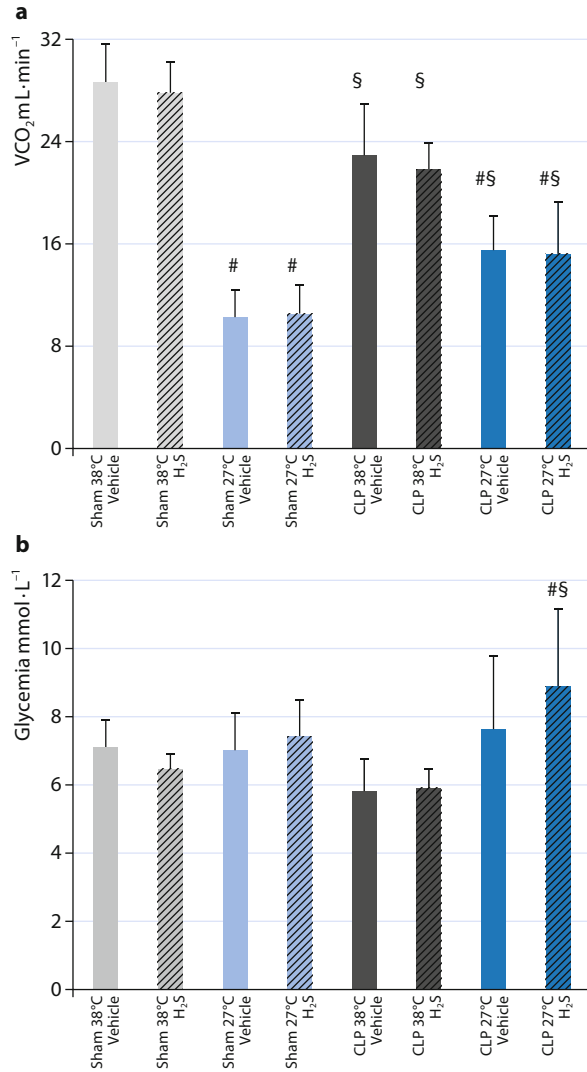 a
VCO₂ mL·min⁻¹
32
24
16
8
0
§
§
#§
#§
#
#
Sham 38°C
Vehicle
Sham 38°C
H₂S
Sham 27°C
Vehicle
Sham 27°C
H₂S
CLP 38°C
Vehicle
CLP 38°C
H₂S
CLP 27°C
Vehicle
CLP 27°C
H₂S
b
Glycemia mmol·L⁻¹
12
10
8
6
4
2
0
#§
Sham 38°C
Vehicle
Sham 38°C
H₂S
Sham 27°C
Vehicle
Sham 27°C
H₂S
CLP 38°C
Vehicle
CLP 38°C
H₂S
CLP 27°C
Vehicle
CLP 27°C
H₂S